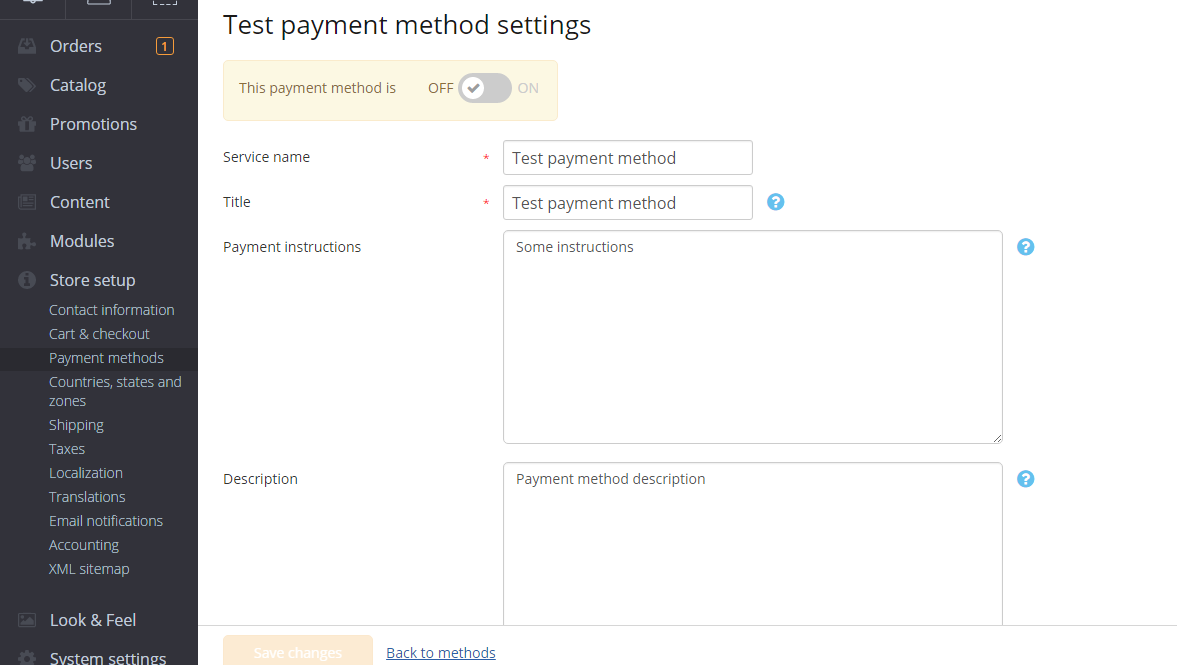 Orders 1
Catalog
Promotions
Users
Content
Modules
Store setup
Contact information
Cart & checkout
Payment methods
Countries, states and
zones
Shipping
Taxes
Localization
Translations
Email notifications
Accounting
XML sitemap
Look & Feel
System settings
Test payment method settings
This payment method is OFF ON
Service name * Test payment method
Title * Test payment method ?
Payment instructions Some instructions ?
Description Payment method description ?
Save changes Back to methods